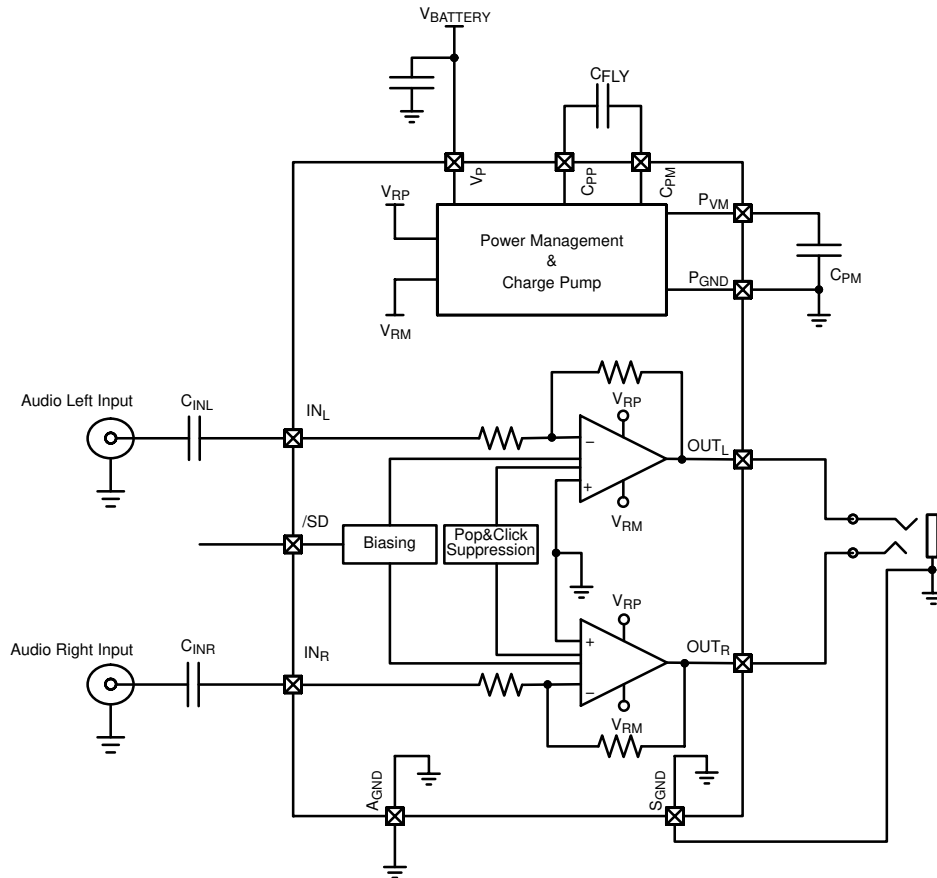 VBATTERY
CFLY
VP
CPP
CPM
VRP
PVM
Power Management
&
Charge Pump
CPM
PGND
VRM
Audio Left Input
CINL
INL
VRP
−
OUTL
+
VRM
/SD
Biasing
Pop&Click
Suppression
VRP
Audio Right Input
CINR
INR
+
OUTR
−
VRM
AGND
SGND